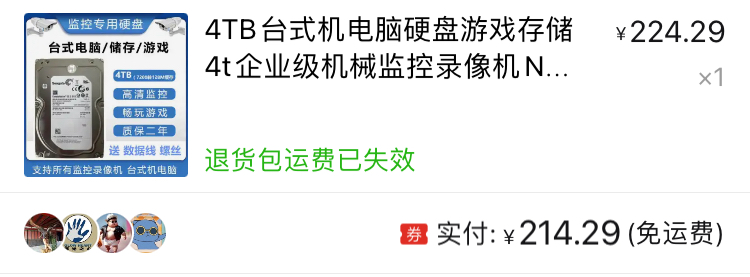 监控专用硬盘
台式电脑/储存/游戏
4TB
高清监控
畅玩游戏
质保二年
送 数据线 螺丝
支持所有监控录像机 台式机电脑
4TB台式机电脑硬盘游戏存储
4t企业级机械监控录像机N...
¥224.29
×1
退货包运费已失效
券 实付: ¥214.29 (免运费)